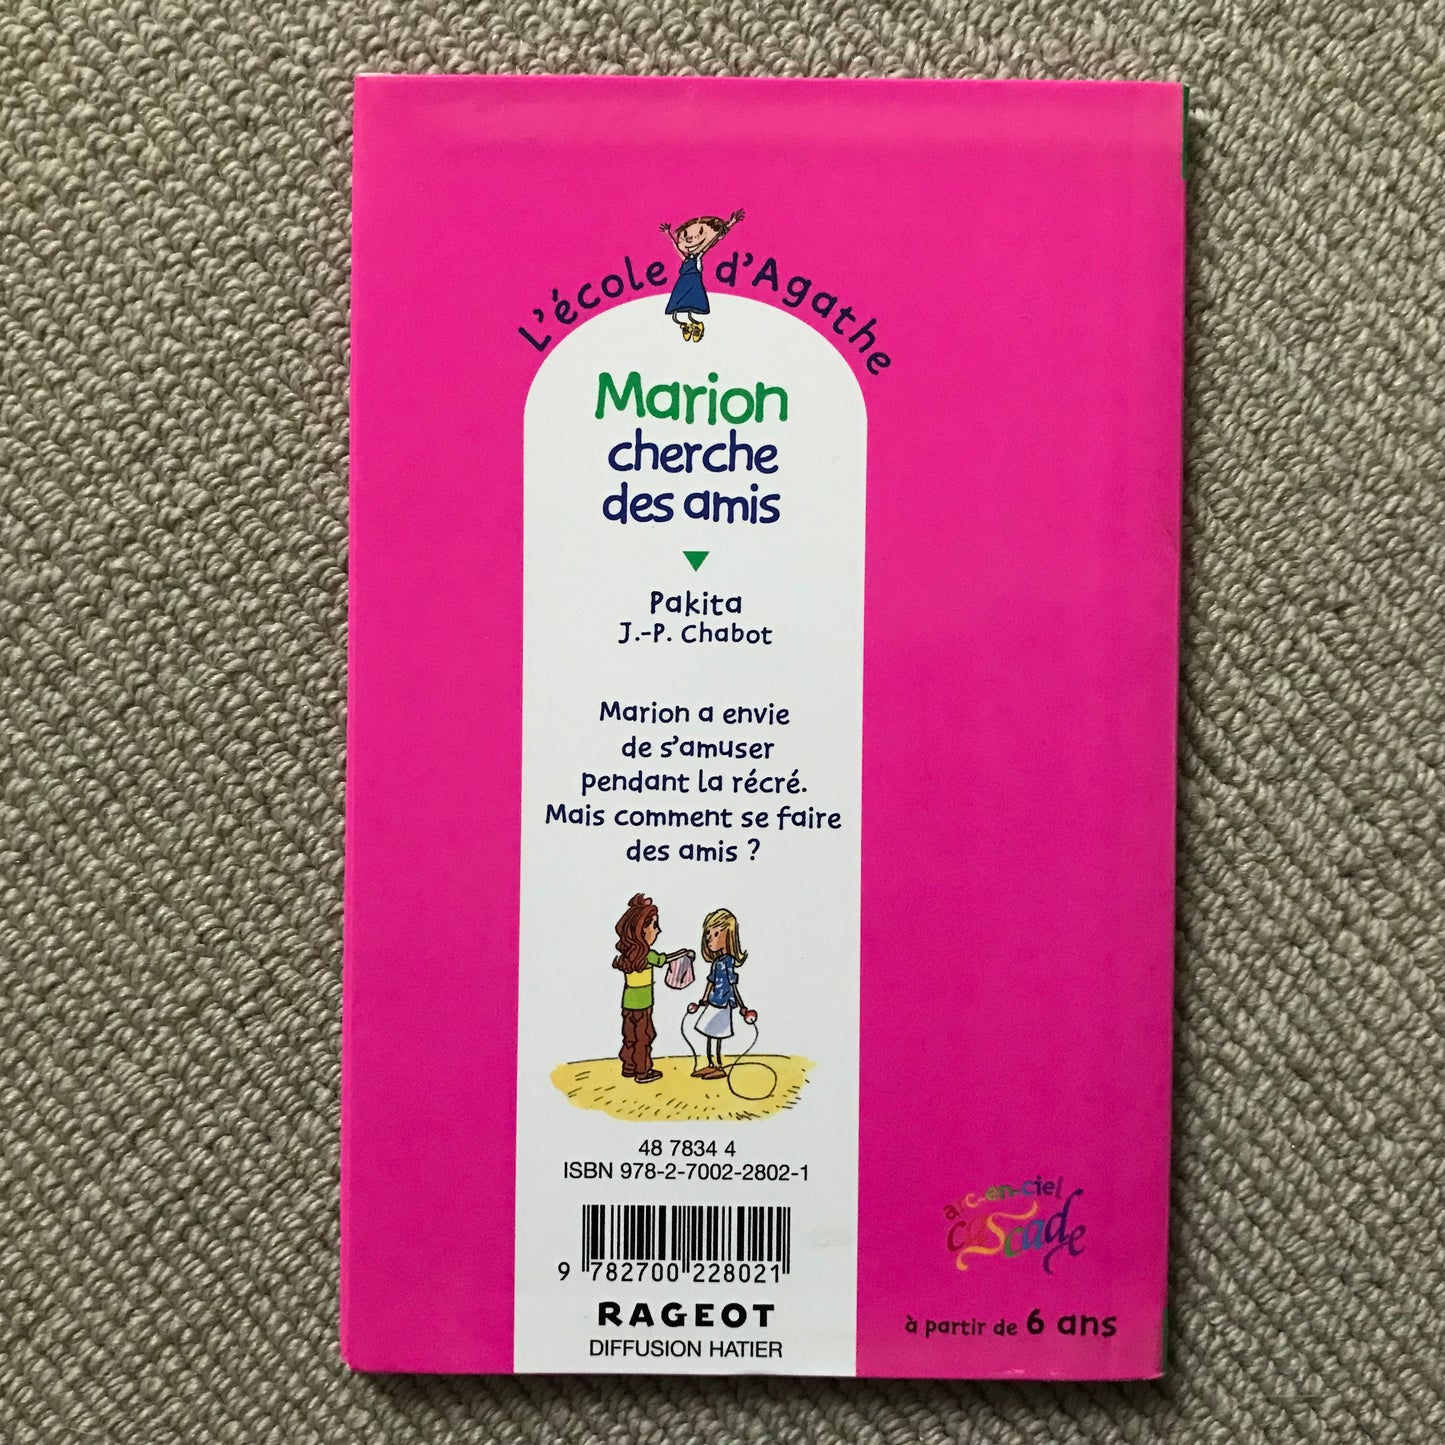 L'école d'Agathe
Marion
cherche
des amis
Pakita
J.-P. Chabot
Marion a envie
de s'amuser
pendant la récré.
Mais comment se faire
des amis ?
48 7834 4
ISBN 978-2-7002-2802-1
9 782700 228021
RAGEOT
DIFFUSION HATIER
arc-en-ciel
cascade
à partir de 6 ans